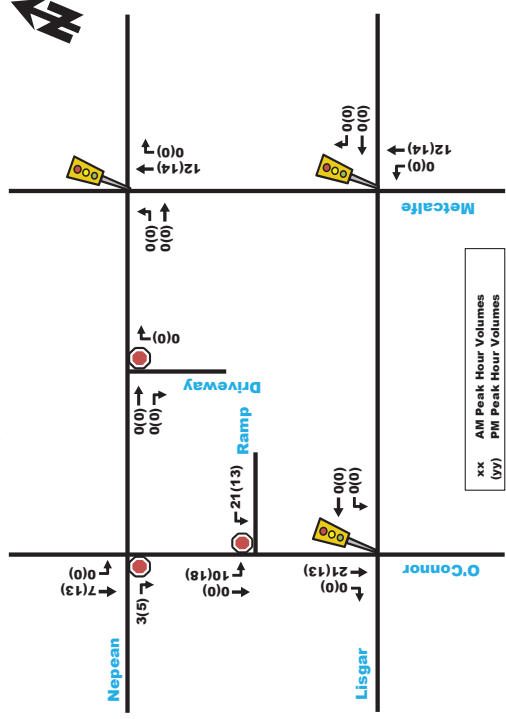 0(0)
12(14)
0(0)
0(0)
0(0)
0(0)
12(14)
0(0)
Metcalfe
0(0)
Driveway
0(0)
0(0)
Ramp
21(13)
xx AM Peak Hour Volumes
(yy) PM Peak Hour Volumes
0(0)
0(0)
0(0)
7(13)
3(5)
10(18)
0(0)
21(13)
0(0)
O'Connor
Nepean
Lisgar